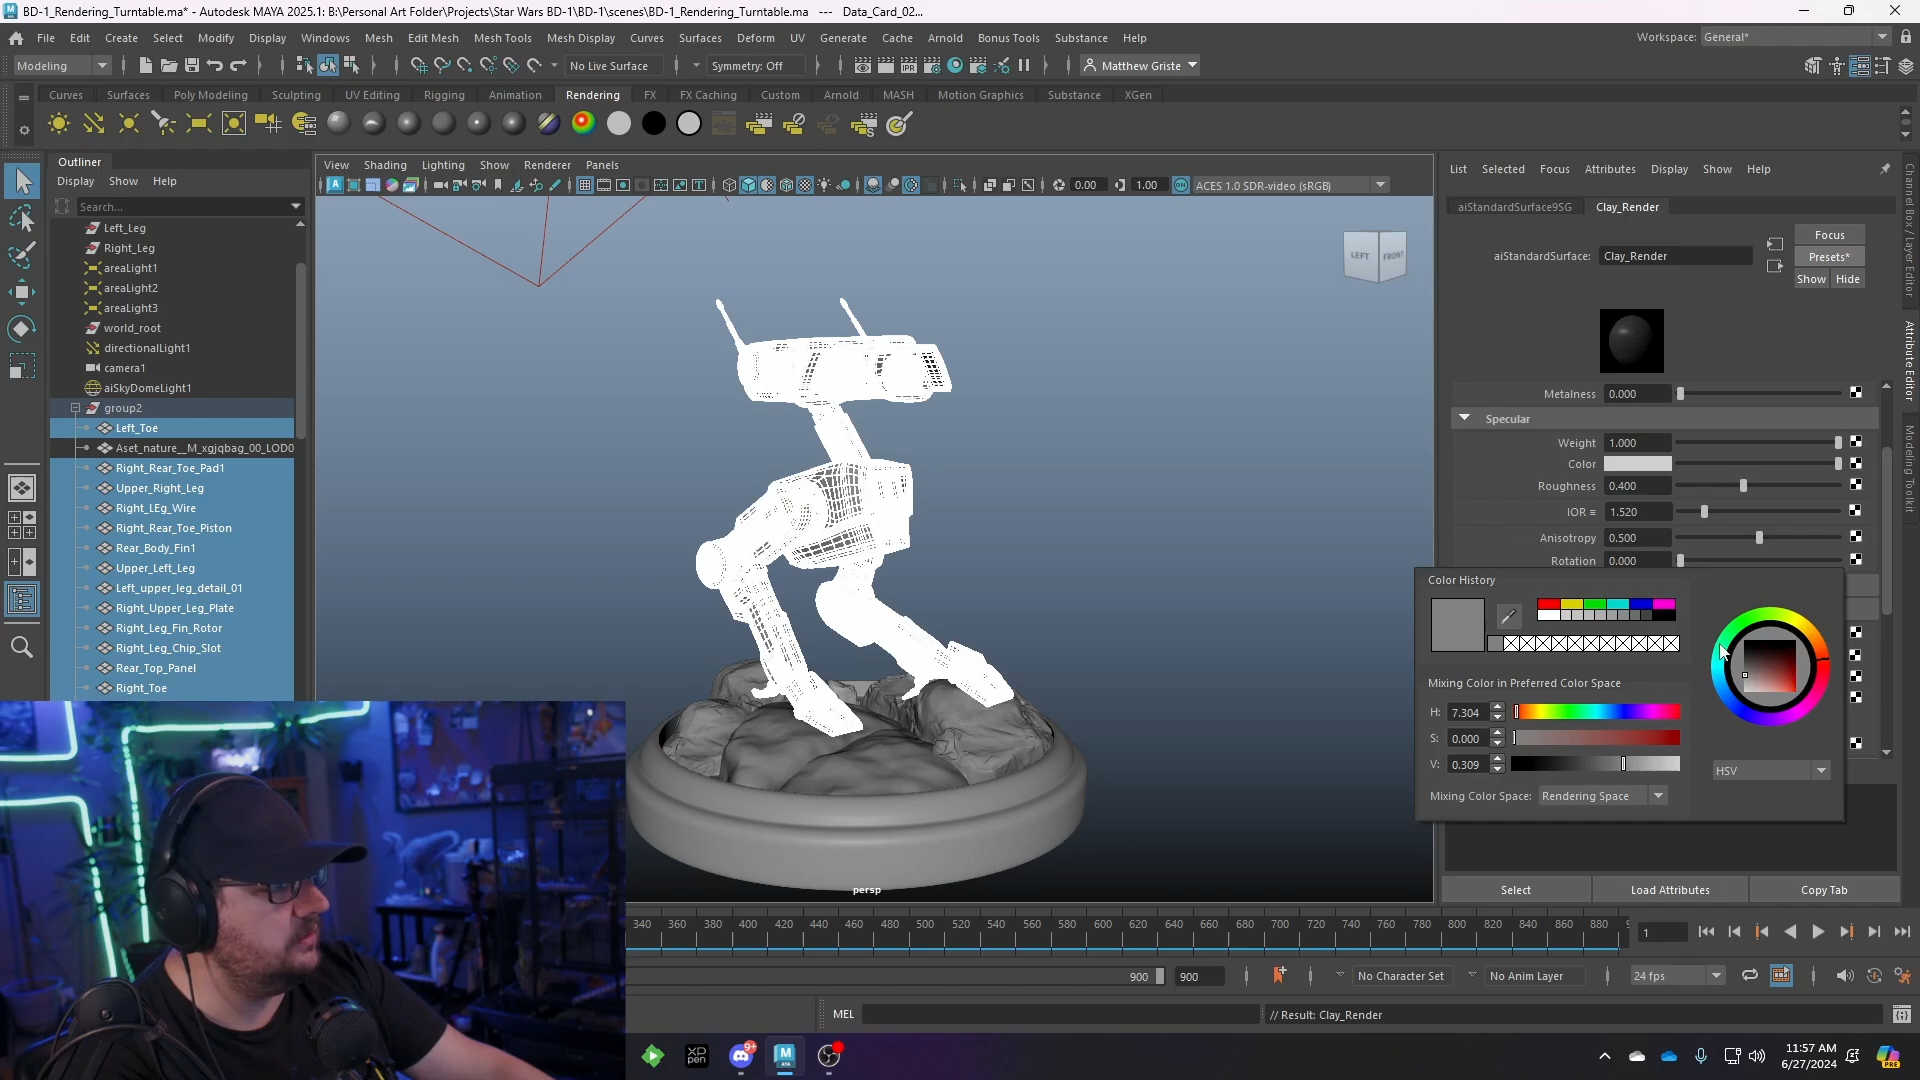 BD-1_Rendering_Turntable.ma* - Autodesk MAYA 2025.1: B:\Personal Art Folder\Projects\Star Wars BD-1\BD-1\scenes\BD-1_Rendering_Turntable.ma --- Data_Card_02...
File Edit Create Select Modify Display Windows Mesh Edit Mesh Mesh Tools Mesh Display Curves Surfaces Deform UV Generate Cache Arnold Bonus Tools Substance Help
Workspace: General*
Modeling
No Live Surface
Symmetry: Off
Matthew Griste
Curves Surfaces Poly Modeling Sculpting UV Editing Rigging Animation Rendering FX FX Caching Custom Arnold MASH Motion Graphics Substance XGen
Outliner
Display Show Help
Search...
Left_Leg
Right_Leg
areaLight1
areaLight2
areaLight3
world_root
directionalLight1
camera1
aiSkyDomeLight1
group2
Left_Toe
Aset_nature__M_xgjqbag_00_LOD0
Right_Rear_Toe_Pad1
Upper_Right_Leg
Right_LEg_Wire
Right_Rear_Toe_Piston
Rear_Body_Fin1
Upper_Left_Leg
Left_upper_leg_detail_01
Right_Upper_Leg_Plate
Right_Leg_Fin_Rotor
Right_Leg_Chip_Slot
Rear_Top_Panel
Right_Toe
View Shading Lighting Show Renderer Panels
0.00
1.00
ACES 1.0 SDR-video (sRGB)
LEFT
FRONT
persp
List Selected Focus Attributes Display Show Help
aiStandardSurface9SG
Clay_Render
aiStandardSurface:
Clay_Render
Focus
Presets*
Show
Hide
Metalness 0.000
Specular
Weight 1.000
Color
Roughness 0.400
IOR 1.520
Anisotropy 0.500
Rotation 0.000
Color History
Mixing Color in Preferred Color Space
H: 7.304
S: 0.000
V: 0.309
HSV
Mixing Color Space: Rendering Space
Select
Load Attributes
Copy Tab
Channel Box / Layer Editor
Attribute Editor
Modeling Toolkit
340 360 380 400 420 440 460 480 500 520 540 560 580 600 620 640 660 680 700 720 740 760 780 800 820 840 860 880
1
900
900
No Character Set
No Anim Layer
24 fps
MEL
// Result: Clay_Render
XP
PEN
9+
M
11:57 AM
6/27/2024
PRE